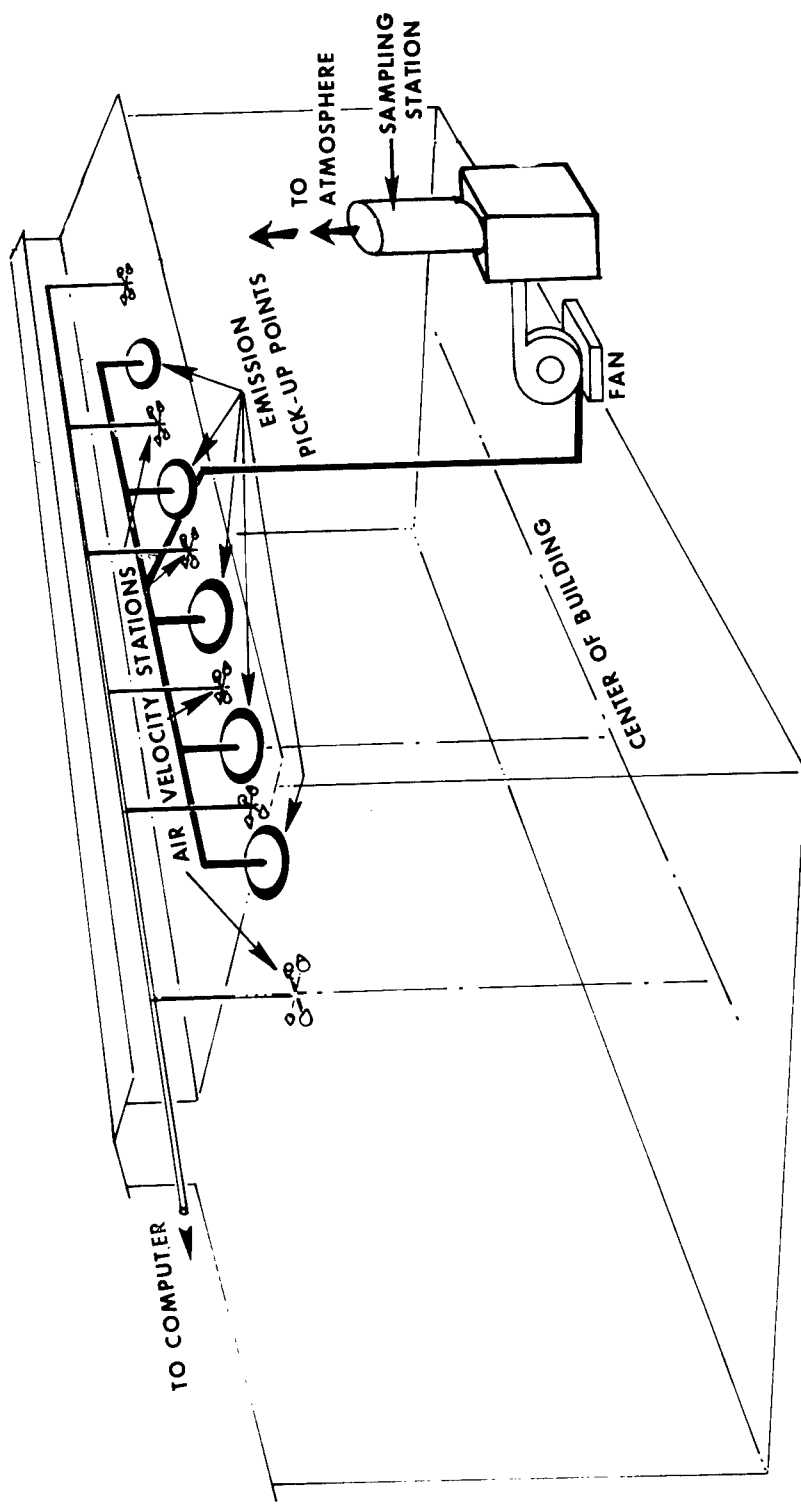 TO COMPUTER
AIR VELOCITY STATIONS
EMISSION
PICK-UP POINTS
TO
ATMOSPHERE
SAMPLING
STATION
FAN
CENTER OF BUILDING